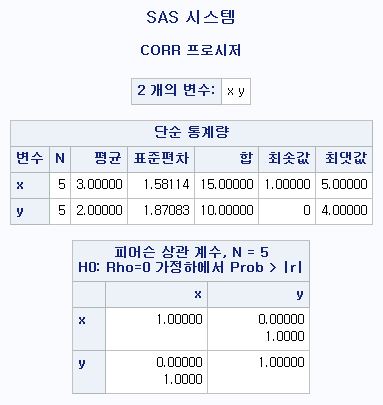 SAS 시스템
CORR 프로시저
2 개의 변수: x y
단순 통계량
변수 N 평균 표준편차 합 최솟값 최댓값
x 5 3.00000 1.58114 15.00000 1.00000 5.00000
y 5 2.00000 1.87083 10.00000 0 4.00000
피어슨 상관 계수, N = 5
H0: Rho=0 가정하에서 Prob > |r|
x y
x 1.00000 0.00000
1.0000
y 0.00000 1.00000
1.0000